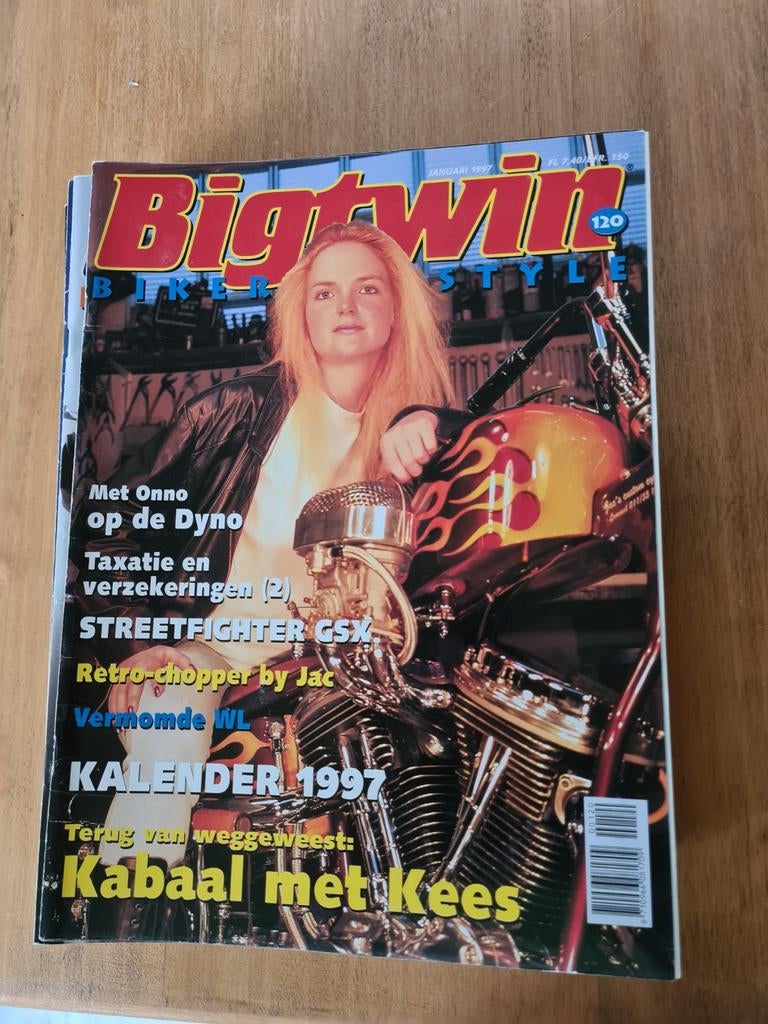 JANUARI 1997
FL 7,40/BFR. 150
Bigtwin
120
BIKER STYLE
Met Onno
op de Dyno
Taxatie en
verzekeringen (2)
STREETFIGHTER GSX
Retro-chopper by Jac
Vermomde WL
KALENDER 1997
Terug van weggeweest:
Kabaal met Kees
00120